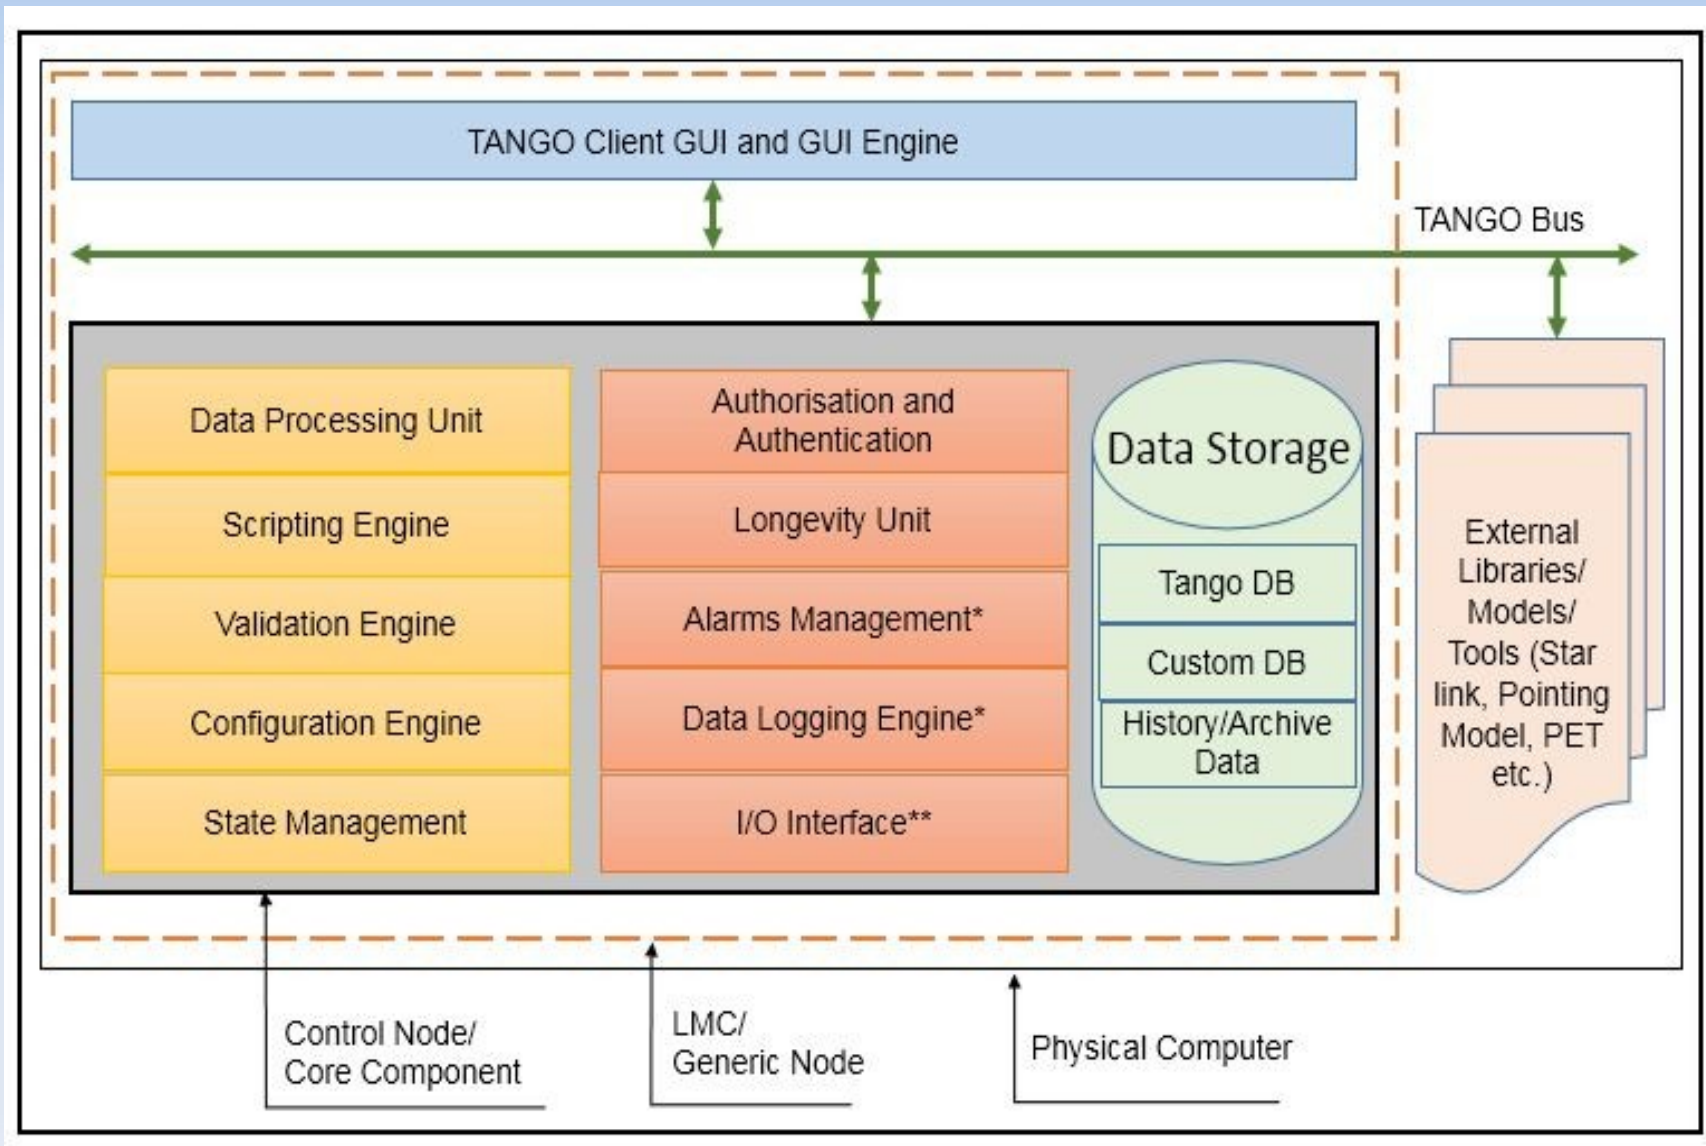 TANGO Client GUI and GUI Engine
TANGO Bus
Data Processing Unit
Scripting Engine
Validation Engine
Configuration Engine
State Management
Authorisation and
Authentication
Longevity Unit
Alarms Management*
Data Logging Engine*
I/O Interface**
Data Storage
Tango DB
Custom DB
History/Archive
Data
External
Libraries/
Models/
Tools (Star
link, Pointing
Model, PET
etc.)
Control Node/
Core Component
LMC/
Generic Node
Physical Computer